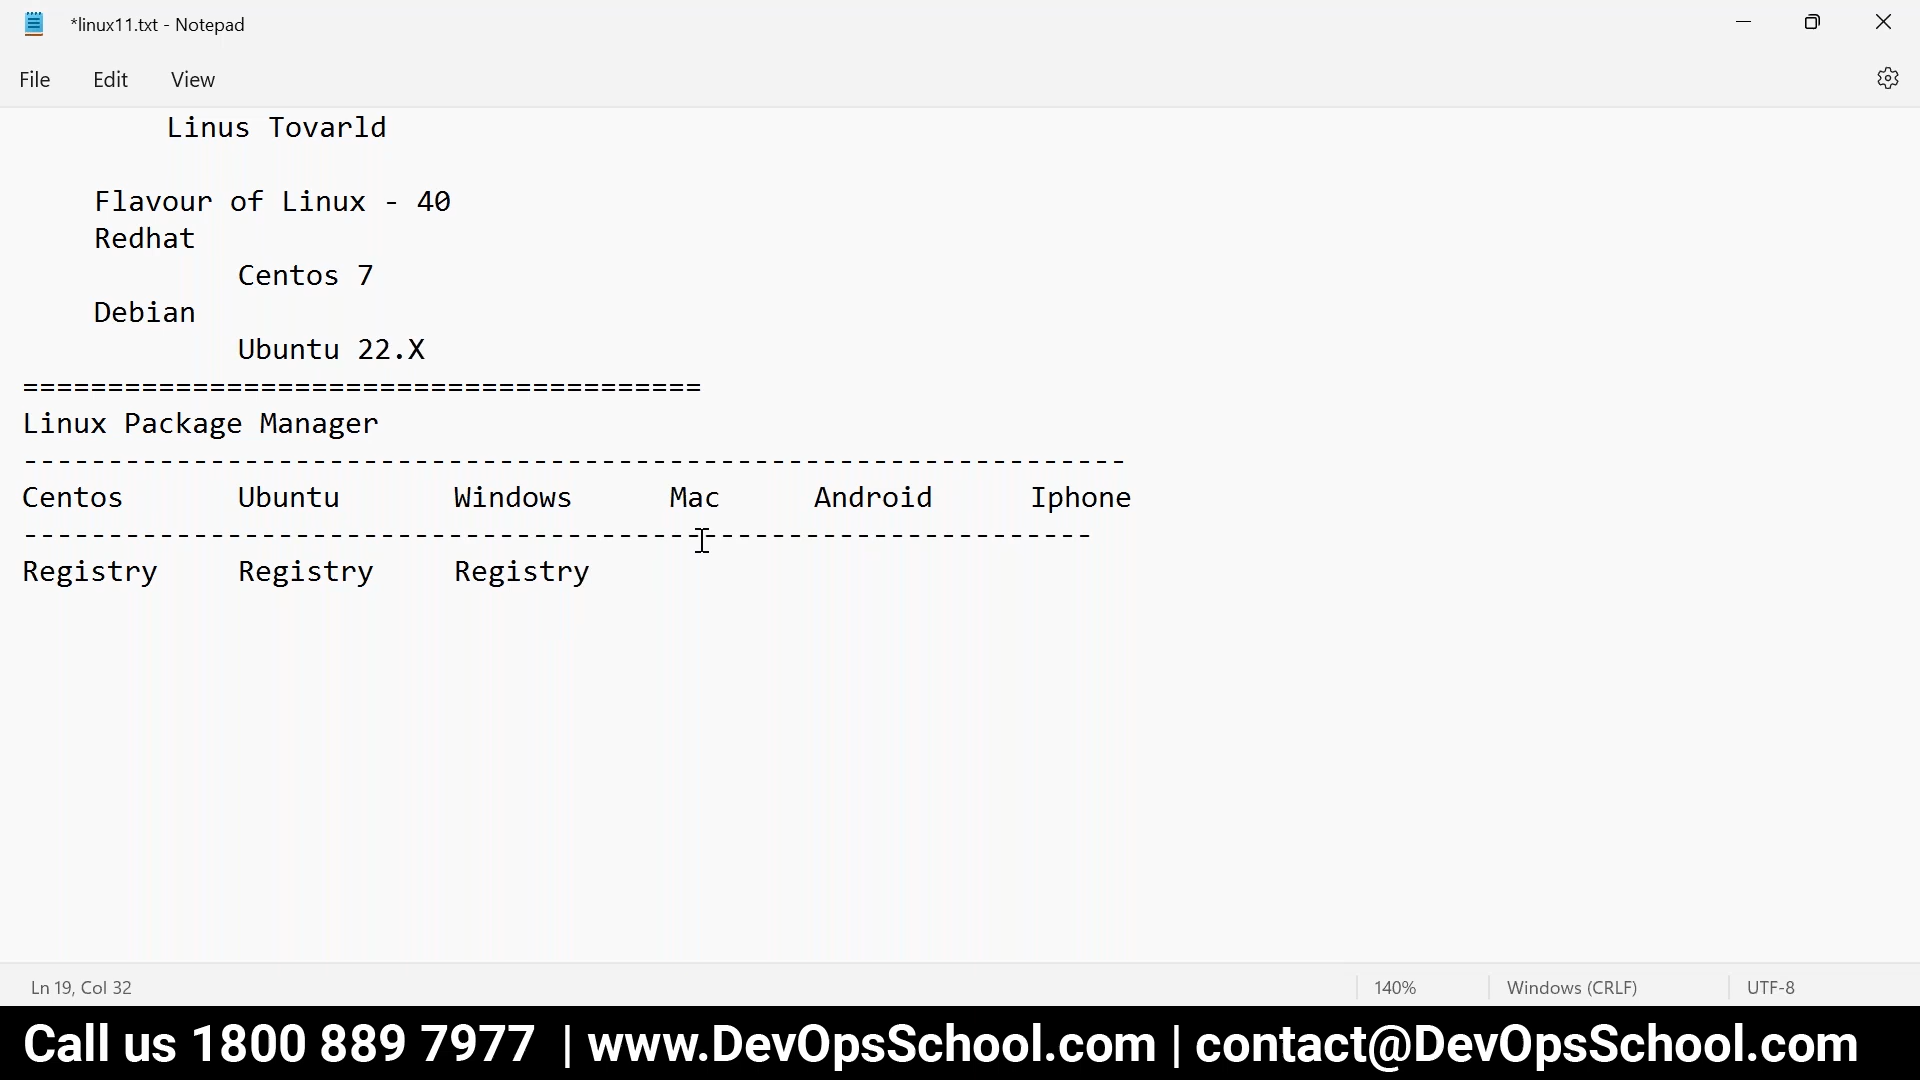 *linux11.txt - Notepad
File Edit View
Linus Tovarld
Flavour of Linux - 40
Redhat
Centos 7
Debian
Ubuntu 22.X
========================================
Linux Package Manager
-----------------------------------------------------------------
Centos Ubuntu Windows Mac Android Iphone
---------------------------------------------------------------
Registry Registry Registry
Ln 19, Col 32 140% Windows (CRLF) UTF-8
Call us 1800 889 7977 | www.DevOpsSchool.com | contact@DevOpsSchool.com